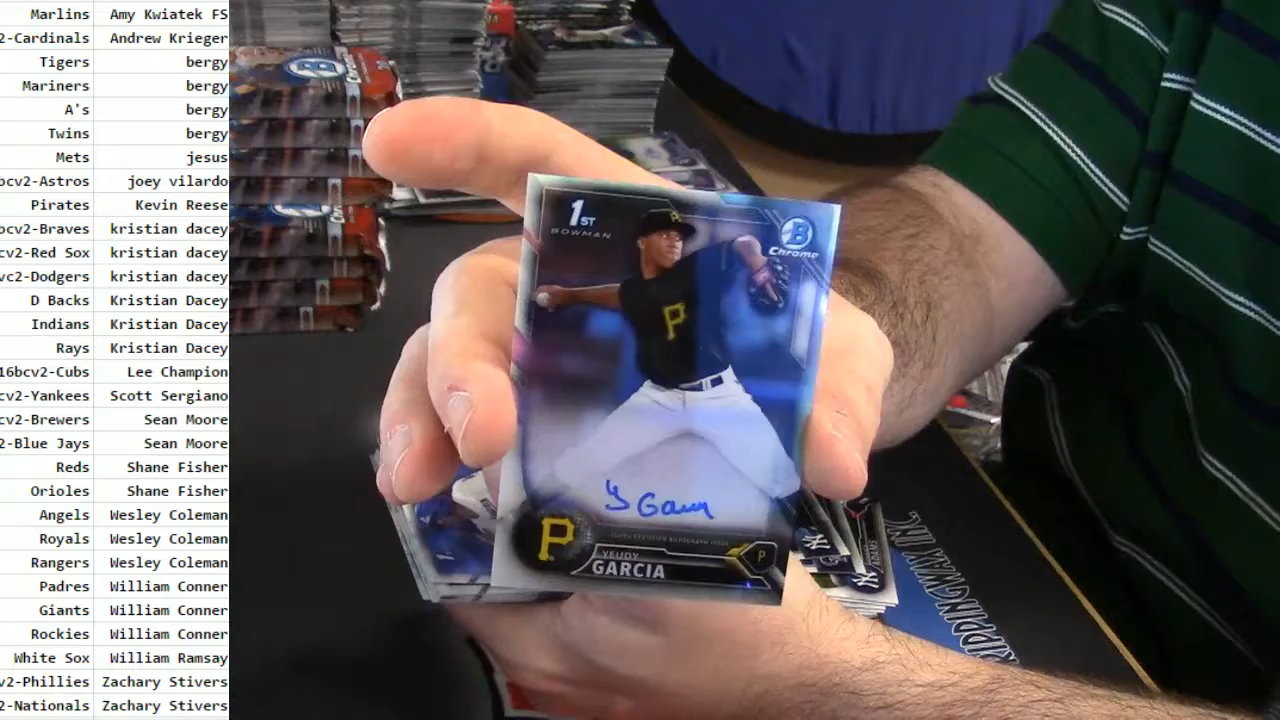 Marlins Amy Kwiatek FS
2-Cardinals Andrew Krieger
Tigers bergy
Mariners bergy
A's bergy
Twins bergy
Mets jesus
bcv2-Astros joey vilardo
Pirates Kevin Reese
bcv2-Braves kristian dacey
cv2-Red Sox kristian dacey
vc2-Dodgers kristian dacey
D Backs Kristian Dacey
Indians Kristian Dacey
Rays Kristian Dacey
16bcv2-Cubs Lee Champion
cv2-Yankees Scott Sergiano
cv2-Brewers Sean Moore
2-Blue Jays Sean Moore
Reds Shane Fisher
Orioles Shane Fisher
Angels Wesley Coleman
Royals Wesley Coleman
Rangers Wesley Coleman
Padres William Conner
Giants William Conner
Rockies William Conner
White Sox William Ramsay
v2-Phillies Zachary Stivers
2-Nationals Zachary Stivers
1ST
BOWMAN
B
Chrome
P
P
Y Garcia
P
P
YEUDY
GARCIA
ADAMS
RIPPINGWAX INC.